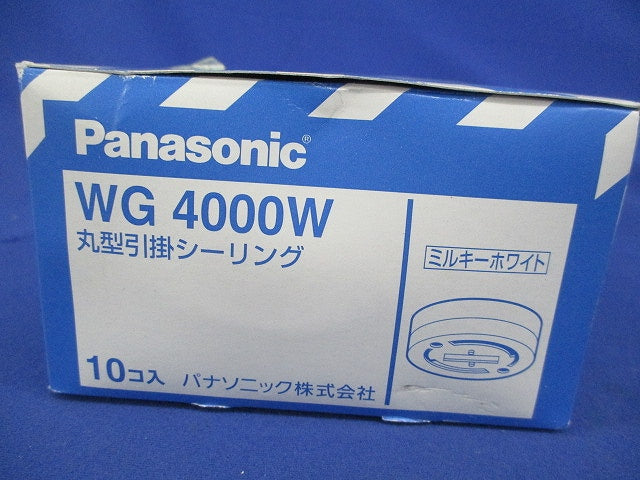 Panasonic®
WG 4000W
丸型引掛シーリング
ミルキーホワイト
10コ入 パナソニック株式会社